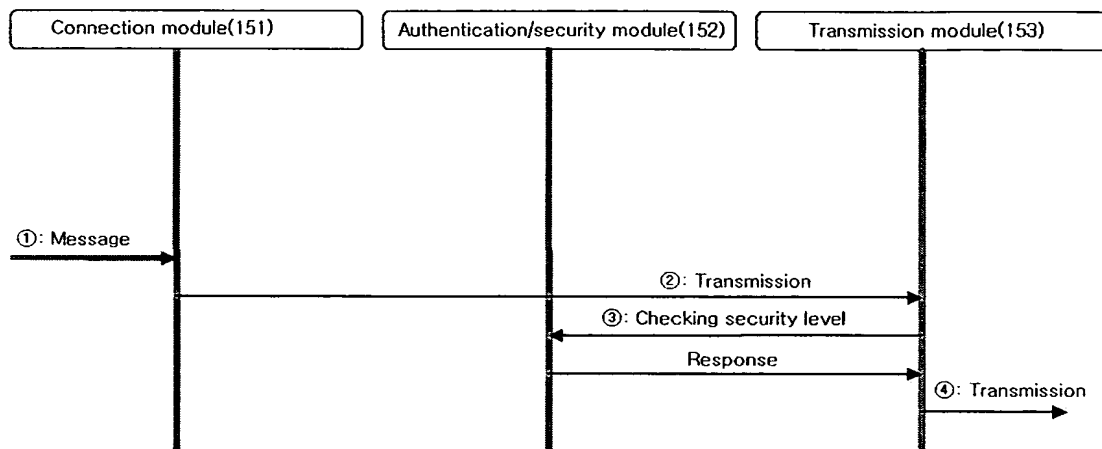 Connection module(151)
Authentication/security module(152)
Transmission module(153)
①: Message
②: Transmission
③: Checking security level
Response
④: Transmission